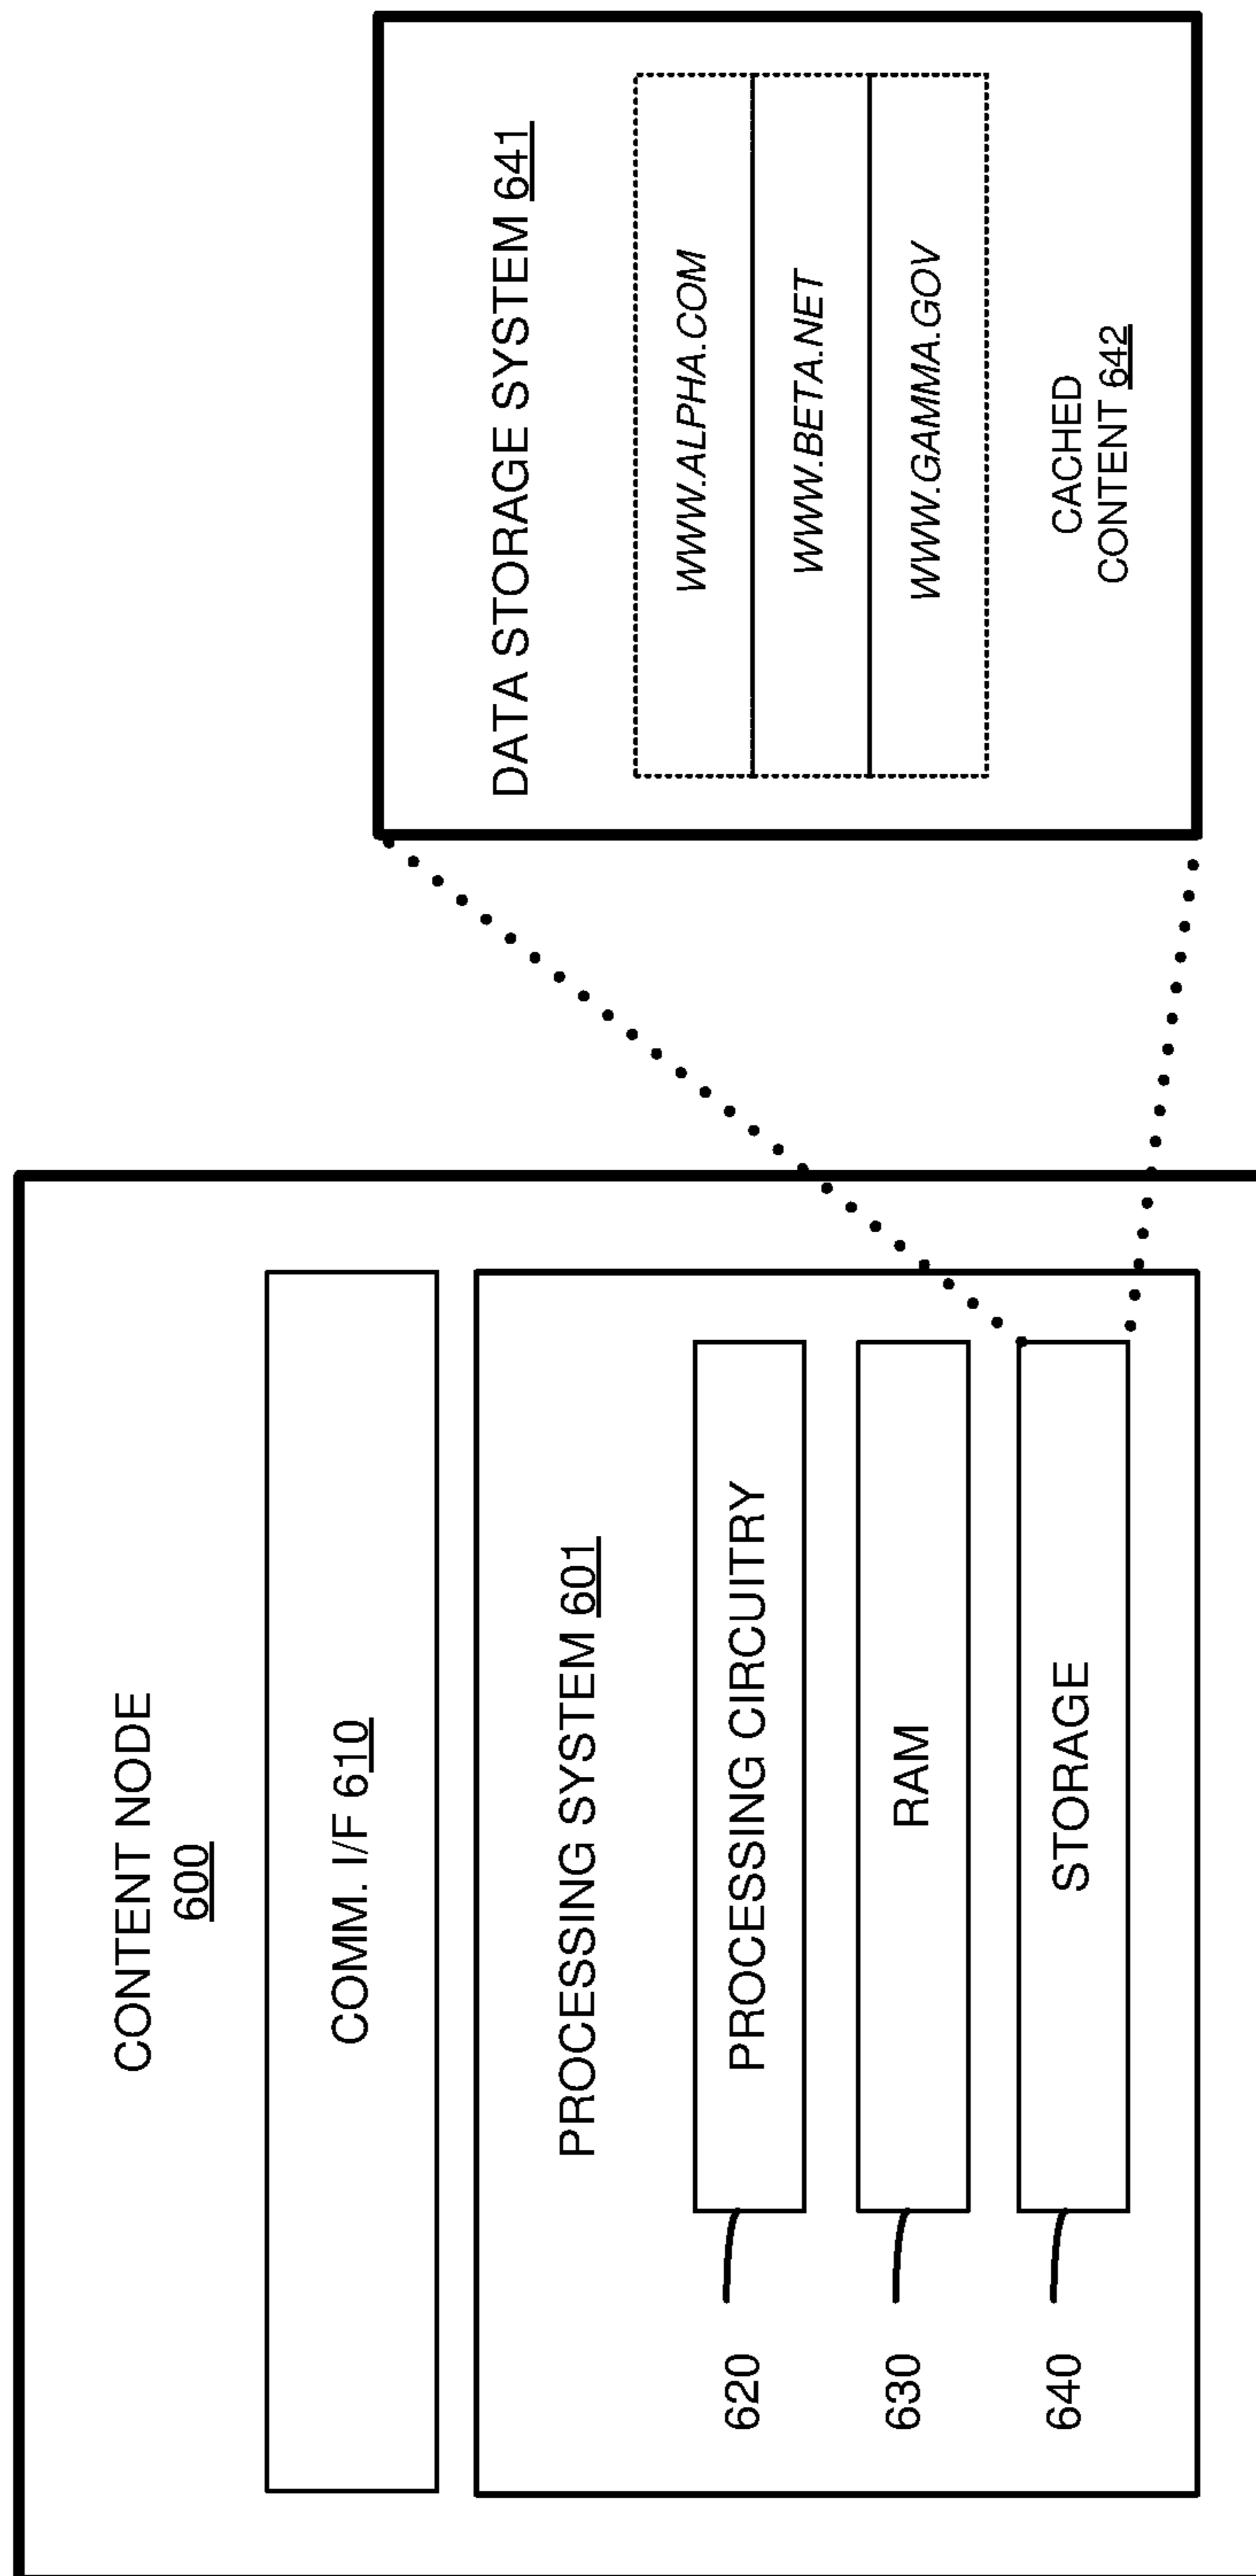 CONTENT NODE
600
COMM. I/F 610
PROCESSING SYSTEM 601
620
PROCESSING CIRCUITRY
630
RAM
640
STORAGE
DATA STORAGE SYSTEM 641
WWW.ALPHA.COM
WWW.BETA.NET
WWW.GAMMA.GOV
CACHED
CONTENT 642